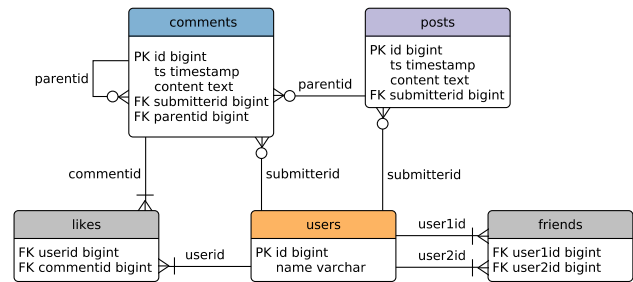 comments
PK id bigint
ts timestamp
content text
FK submitterid bigint
FK parentid bigint
posts
PK id bigint
ts timestamp
content text
FK submitterid bigint
parentid
parentid
commentid
submitterid
submitterid
likes
FK userid bigint
FK commentid bigint
userid
users
PK id bigint
name varchar
user1id
user2id
friends
FK user1id bigint
FK user2id bigint